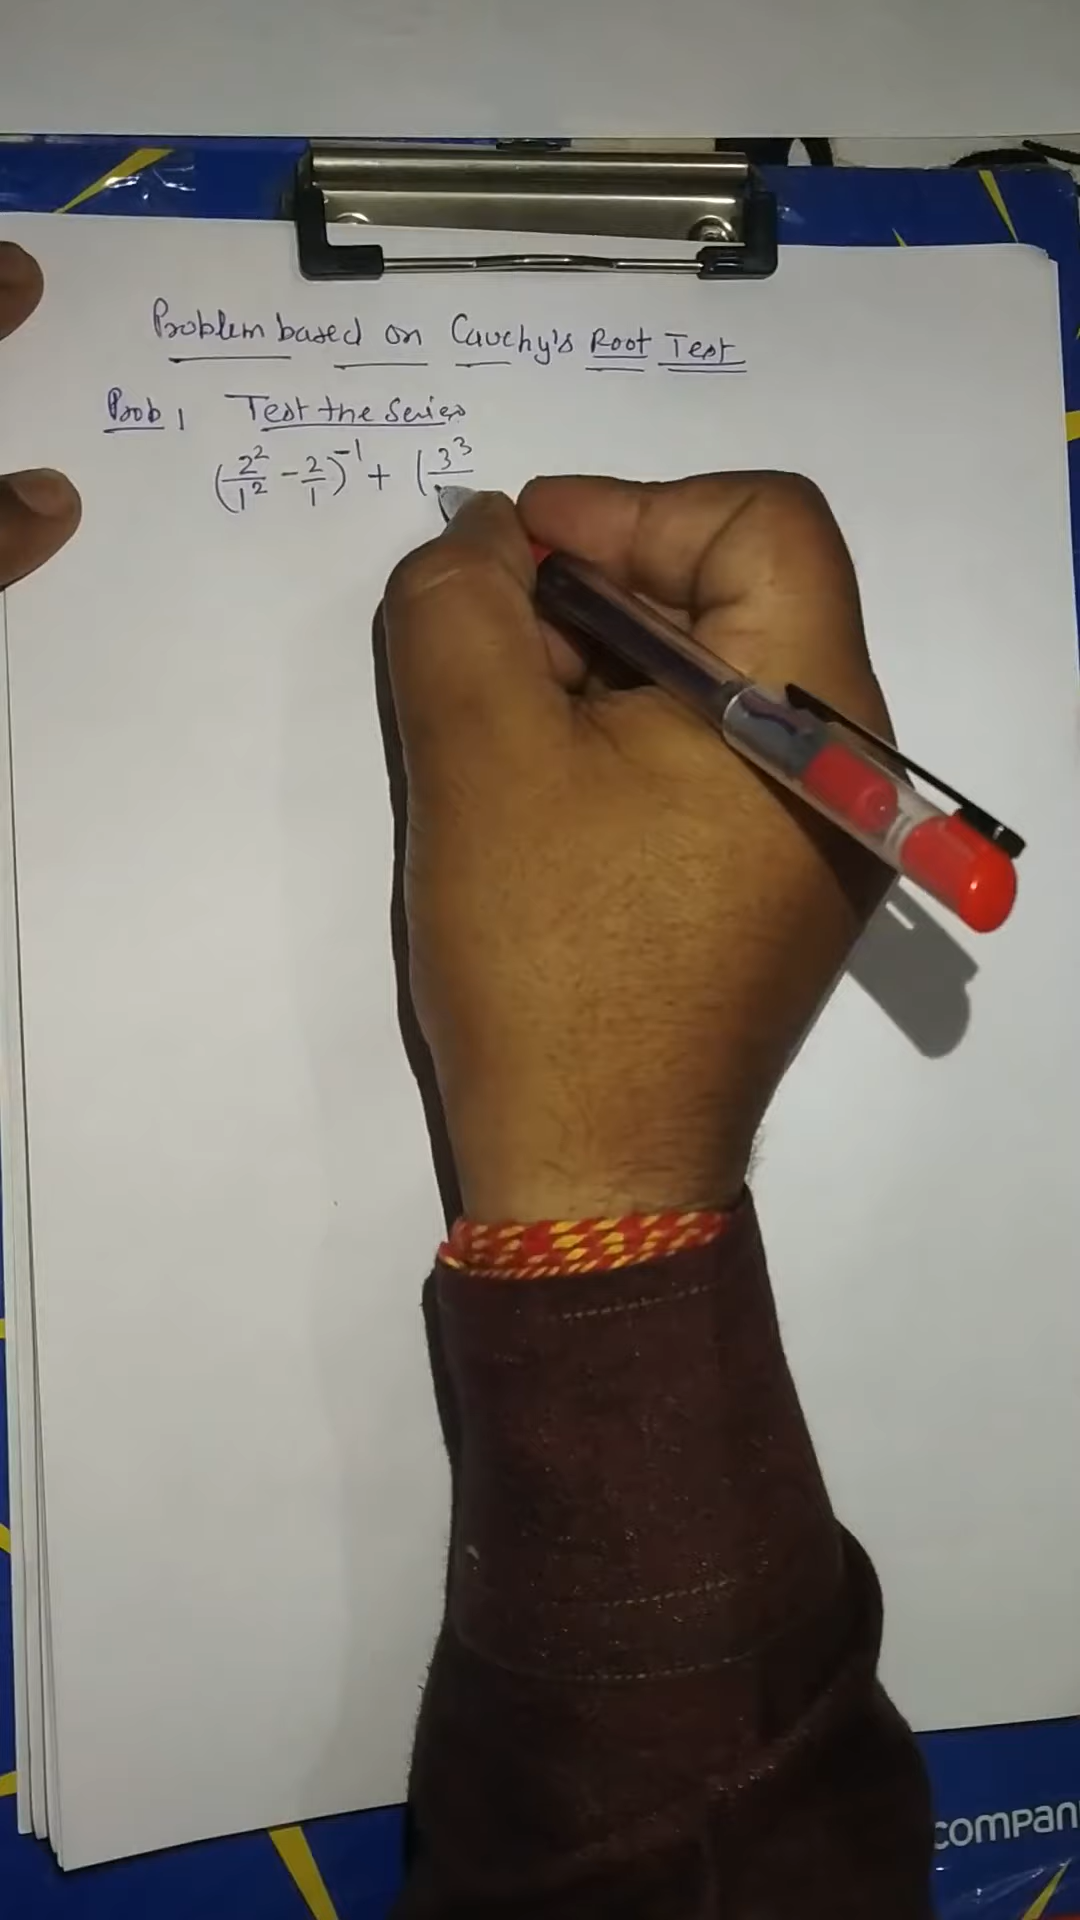 Problem based on Cauchy's Root Test
Prob 1 Test the Series
(2²/1² - 2/1)⁻¹ + (3³/
compan